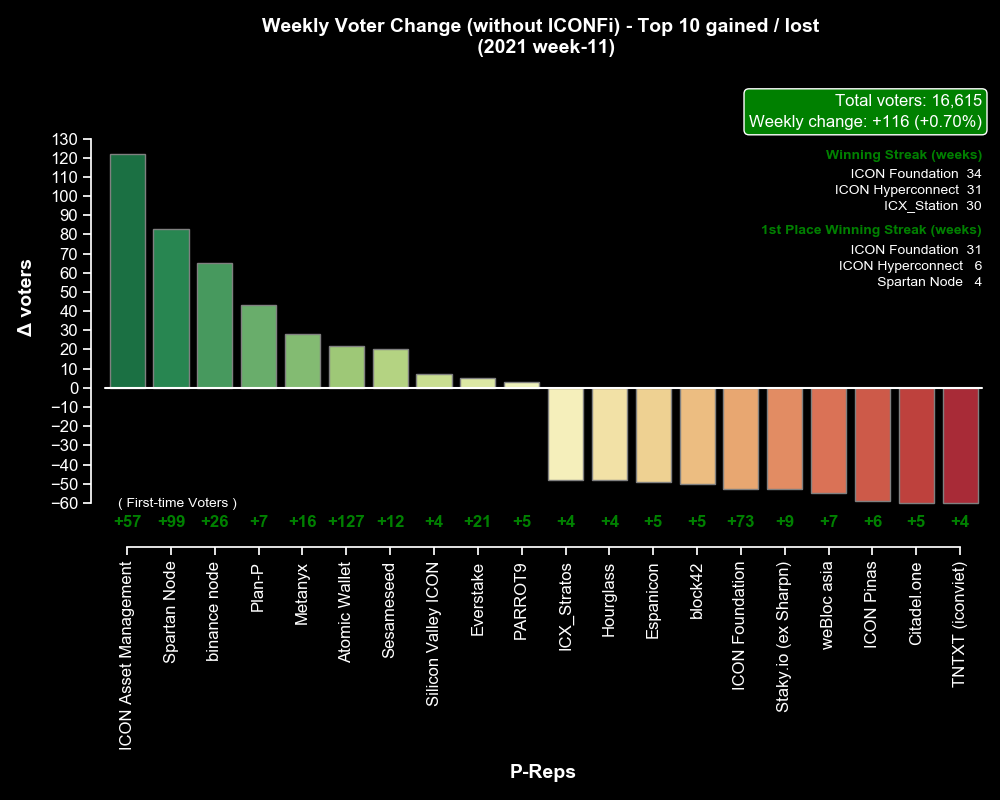 Weekly Voter Change (without ICONFi) - Top 10 gained / lost
(2021 week-11)
Total voters: 16,615
Weekly change: +116 (+0.70%)
Winning Streak (weeks)
ICON Foundation 34
ICON Hyperconnect 31
ICX_Station 30
1st Place Winning Streak (weeks)
ICON Foundation 31
ICON Hyperconnect 6
Spartan Node 4
Δ voters
130
120
110
100
90
80
70
60
50
40
30
20
10
0
−10
−20
−30
−40
−50
−60
( First-time Voters )
+57 +99 +26 +7 +16 +127 +12 +4 +21 +5 +4 +4 +5 +5 +73 +9 +7 +6 +5 +4
ICON Asset Management
Spartan Node
binance node
Plan-P
Metanyx
Atomic Wallet
Sesameseed
Silicon Valley ICON
Everstake
PARROT9
ICX_Stratos
Hourglass
Espanicon
block42
ICON Foundation
Staky.io (ex Sharpn)
weBloc asia
ICON Pinas
Citadel.one
TNTXT (iconviet)
P-Reps